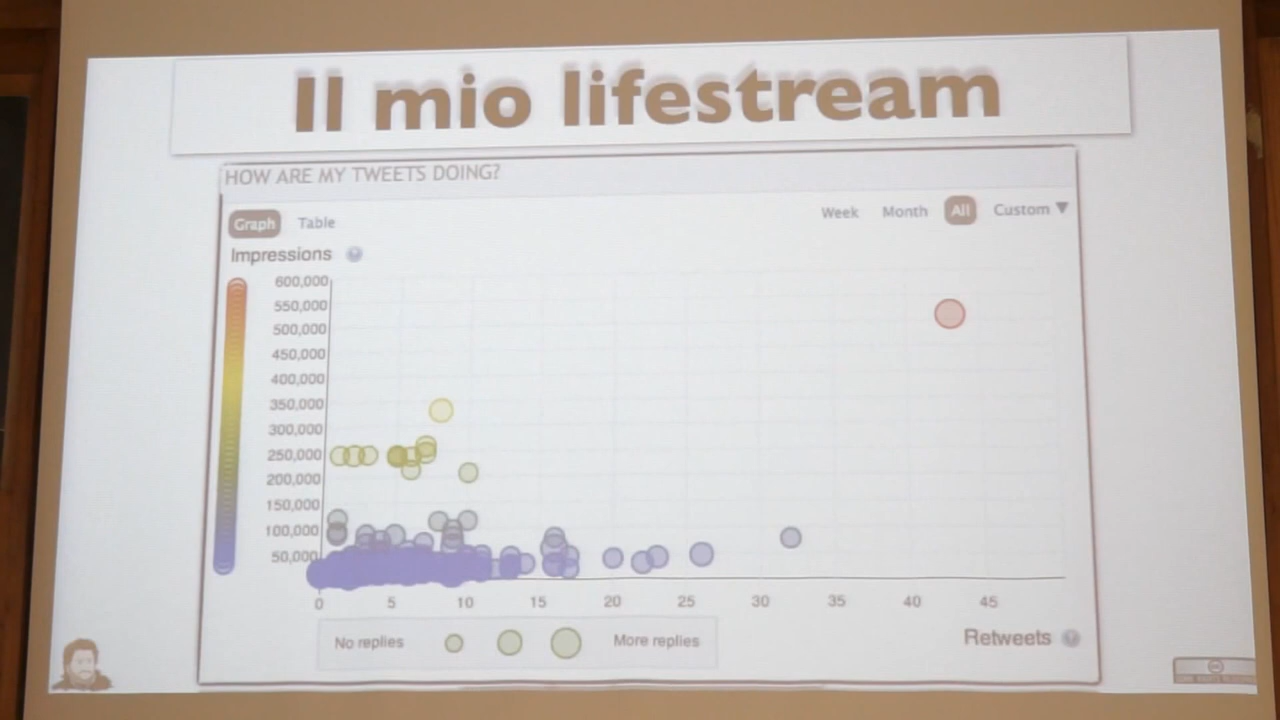 Il mio lifestream
HOW ARE MY TWEETS DOING?
Graph Table Week Month All Custom ▼
Impressions ?
600,000
550,000
500,000
450,000
400,000
350,000
300,000
250,000
200,000
150,000
100,000
50,000
0 5 10 15 20 25 30 35 40 45
No replies More replies
Retweets ?